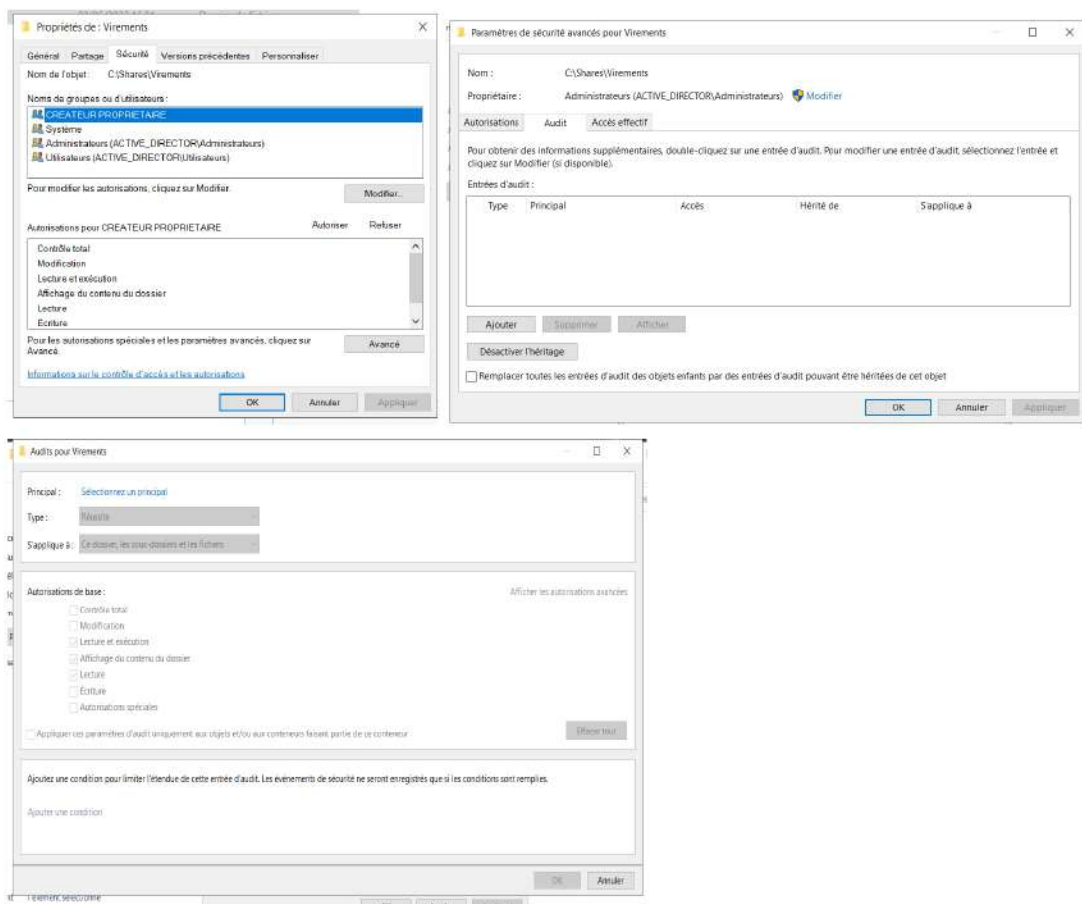 Propriétés de : Virements
Général Partage Sécurité Versions précédentes Personnaliser
Nom de l'objet : C:\Shares\Virements
Noms de groupes ou d'utilisateurs :
CREATEUR PROPRIETAIRE
Système
Administrateurs (ACTIVE_DIRECTOR\Administrateurs)
Utilisateurs (ACTIVE_DIRECTOR\Utilisateurs)
Pour modifier les autorisations, cliquez sur Modifier.
Modifier...
Autorisations pour CREATEUR PROPRIETAIRE Autoriser Refuser
Contrôle total
Modification
Lecture et exécution
Affichage du contenu du dossier
Lecture
Écriture
Pour les autorisations spéciales et les paramètres avancés, cliquez sur
Avancé.
Avancé
Informations sur le contrôle d'accès et les autorisations
OK Annuler Appliquer
Paramètres de sécurité avancés pour Virements
Nom : C:\Shares\Virements
Propriétaire : Administrateurs (ACTIVE_DIRECTOR\Administrateurs) Modifier
Autorisations Audit Accès effectif
Pour obtenir des informations supplémentaires, double-cliquez sur une entrée d'audit. Pour modifier une entrée d'audit, sélectionnez l'entrée et
cliquez sur Modifier (si disponible).
Entrées d'audit :
Type Principal Accès Hérité de S'applique à
Ajouter Supprimer Afficher
Désactiver l'héritage
Remplacer toutes les entrées d'audit des objets enfants par des entrées d'audit pouvant être héritées de cet objet
OK Annuler Appliquer
Audits pour Virements
Principal : Sélectionnez un principal
Type : Réussite
S'applique à : Ce dossier, les sous-dossiers et les fichiers
Autorisations de base : Afficher les autorisations avancées
Contrôle total
Modification
Lecture et exécution
Affichage du contenu du dossier
Lecture
Écriture
Autorisations spéciales
Appliquer ces paramètres d'audit uniquement aux objets et/ou aux conteneurs faisant partie de ce conteneur
Effacer tout
Ajoutez une condition pour limiter l'étendue de cette entrée d'audit. Les événements de sécurité ne seront enregistrés que si les conditions sont remplies.
Ajouter une condition
OK Annuler
l'élément sélectionné